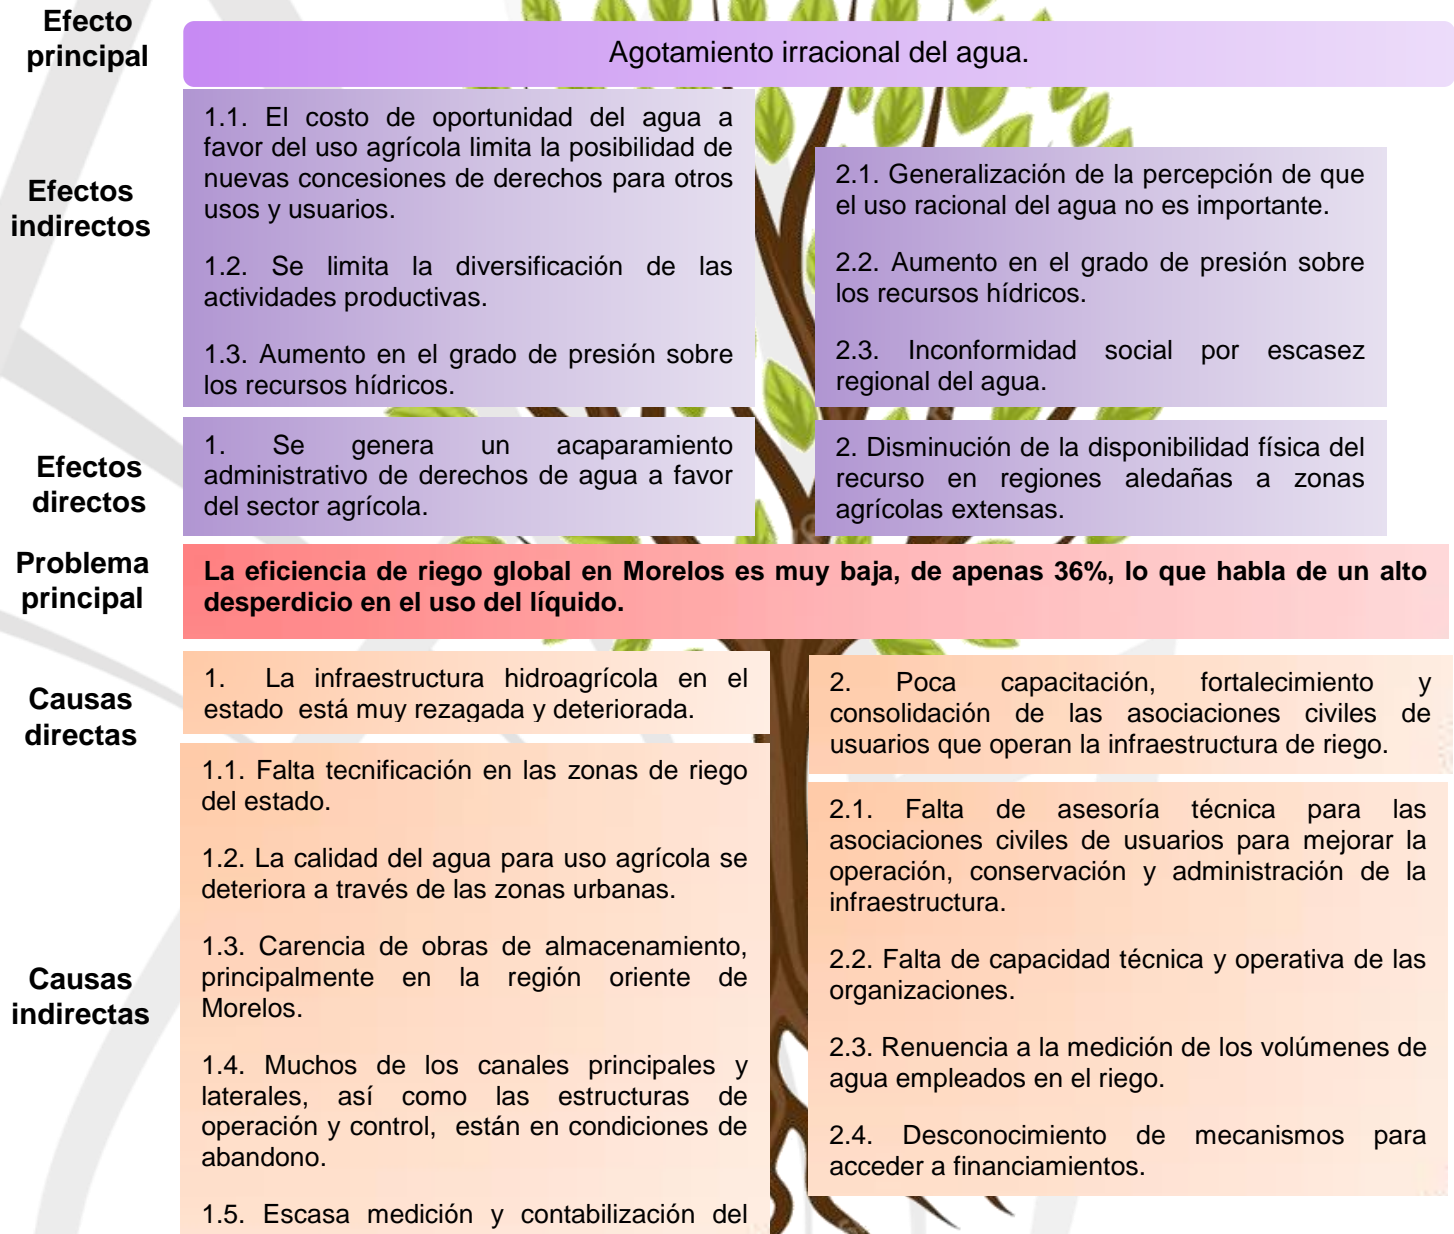 Efecto
principal
Agotamiento irracional del agua.
Efectos
indirectos
1.1. El costo de oportunidad del agua a
favor del uso agrícola limita la posibilidad de
nuevas concesiones de derechos para otros
usos y usuarios.
1.2. Se limita la diversificación de las
actividades productivas.
1.3. Aumento en el grado de presión sobre
los recursos hídricos.
2.1. Generalización de la percepción de que
el uso racional del agua no es importante.
2.2. Aumento en el grado de presión sobre
los recursos hídricos.
2.3. Inconformidad social por escasez
regional del agua.
Efectos
directos
1. Se genera un acaparamiento
administrativo de derechos de agua a favor
del sector agrícola.
2. Disminución de la disponibilidad física del
recurso en regiones aledañas a zonas
agrícolas extensas.
Problema
principal
La eficiencia de riego global en Morelos es muy baja, de apenas 36%, lo que habla de un alto
desperdicio en el uso del líquido.
Causas
directas
1. La infraestructura hidroagrícola en el
estado está muy rezagada y deteriorada.
2. Poca capacitación, fortalecimiento y
consolidación de las asociaciones civiles de
usuarios que operan la infraestructura de riego.
Causas
indirectas
1.1. Falta tecnificación en las zonas de riego
del estado.
1.2. La calidad del agua para uso agrícola se
deteriora a través de las zonas urbanas.
1.3. Carencia de obras de almacenamiento,
principalmente en la región oriente de
Morelos.
1.4. Muchos de los canales principales y
laterales, así como las estructuras de
operación y control, están en condiciones de
abandono.
1.5. Escasa medición y contabilización del
2.1. Falta de asesoría técnica para las
asociaciones civiles de usuarios para mejorar la
operación, conservación y administración de la
infraestructura.
2.2. Falta de capacidad técnica y operativa de las
organizaciones.
2.3. Renuencia a la medición de los volúmenes de
agua empleados en el riego.
2.4. Desconocimiento de mecanismos para
acceder a financiamientos.